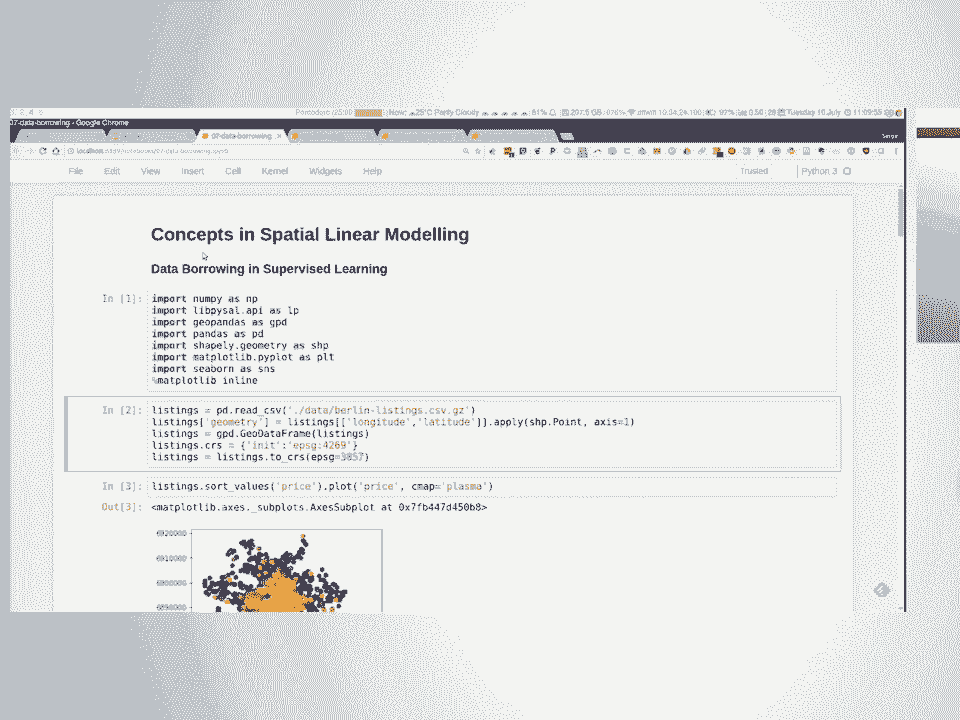 07-data-borrowing - Google Chrome
07-data-borrowing
File Edit View Insert Cell Kernel Widgets Help Trusted Python 3
Concepts in Spatial Linear Modelling
Data Borrowing in Supervised Learning
In [1]: import numpy as np
import libpysal.api as lp
import geopandas as gpd
import pandas as pd
import shapely.geometry as shp
import matplotlib.pyplot as plt
import seaborn as sns
%matplotlib inline
In [2]: listings = pd.read_csv('./data/berlin-listings.csv.gz')
listings['geometry'] = listings[['longitude','latitude']].apply(shp.Point, axis=1)
listings = gpd.GeoDataFrame(listings)
listings.crs = {'init':'epsg:4269'}
listings = listings.to_crs(epsg=3857)
In [3]: listings.sort_values('price').plot('price', cmap='plasma')
Out[3]: <matplotlib.axes._subplots.AxesSubplot at 0x7fb447d450b8>